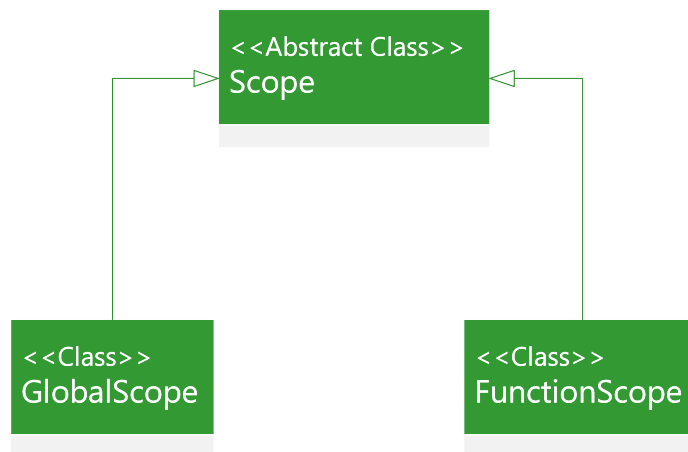 <<Abstract Class>>
Scope
<<Class>>
GlobalScope
<<Class>>
FunctionScope